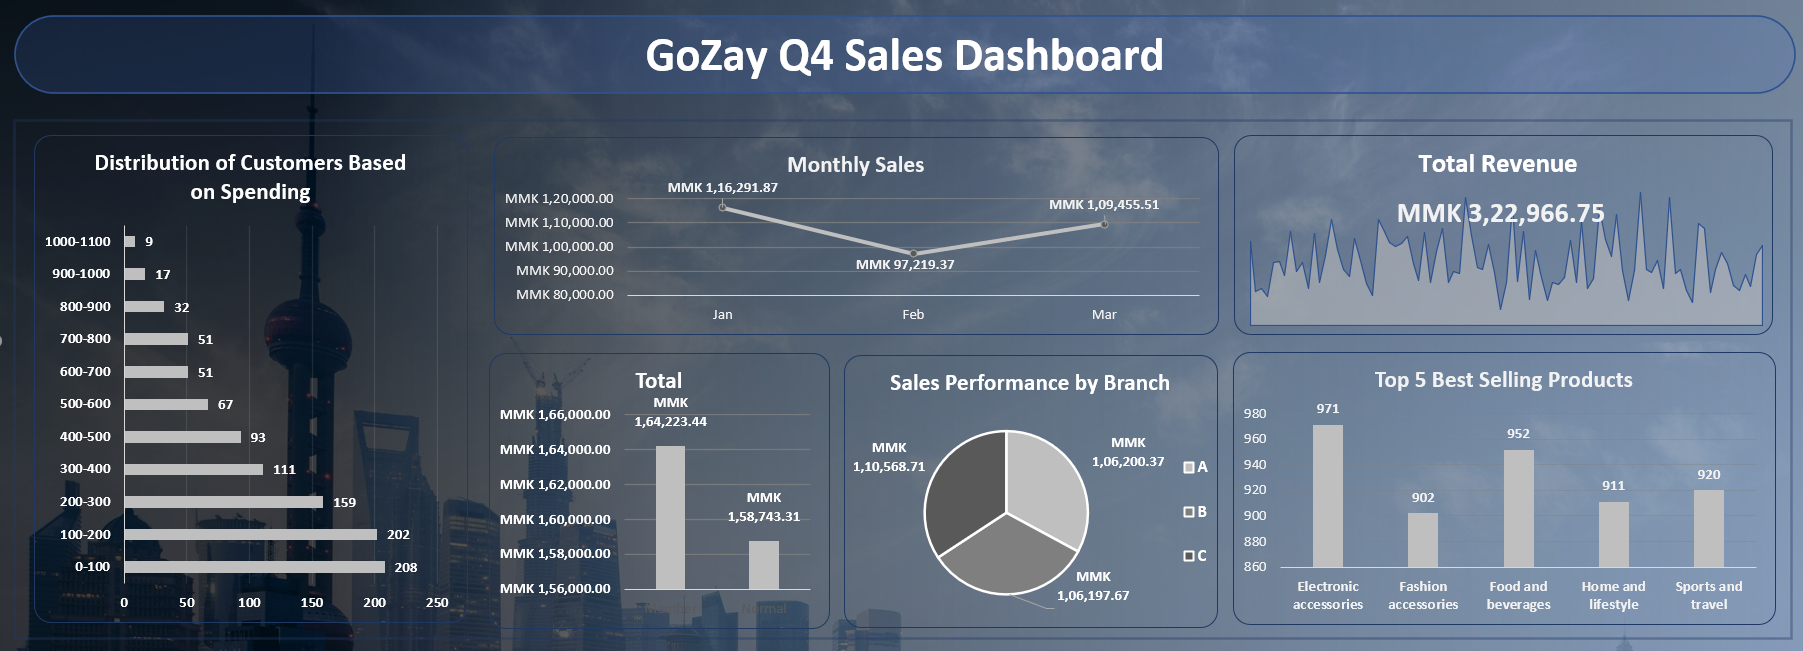 GoZay Q4 Sales Dashboard
Distribution of Customers Based
on Spending
1000-1100 9
900-1000 17
800-900 32
700-800 51
600-700 51
500-600 67
400-500 93
300-400 111
200-300 159
100-200 202
0-100 208
0 50 100 150 200 250
Monthly Sales
MMK 1,20,000.00
MMK 1,10,000.00
MMK 1,00,000.00
MMK 90,000.00
MMK 80,000.00
MMK 1,16,291.87
MMK 97,219.37
MMK 1,09,455.51
Jan Feb Mar
Total Revenue
MMK 3,22,966.75
Total
MMK 1,66,000.00
MMK 1,64,000.00
MMK 1,62,000.00
MMK 1,60,000.00
MMK 1,58,000.00
MMK 1,56,000.00
MMK
1,64,223.44
MMK
1,58,743.31
Normal
Sales Performance by Branch
MMK
1,10,568.71
MMK
1,06,200.37
MMK
1,06,197.67
A
B
C
Top 5 Best Selling Products
980
960
940
920
900
880
860
971
902
952
911
920
Electronic
accessories
Fashion
accessories
Food and
beverages
Home and
lifestyle
Sports and
travel